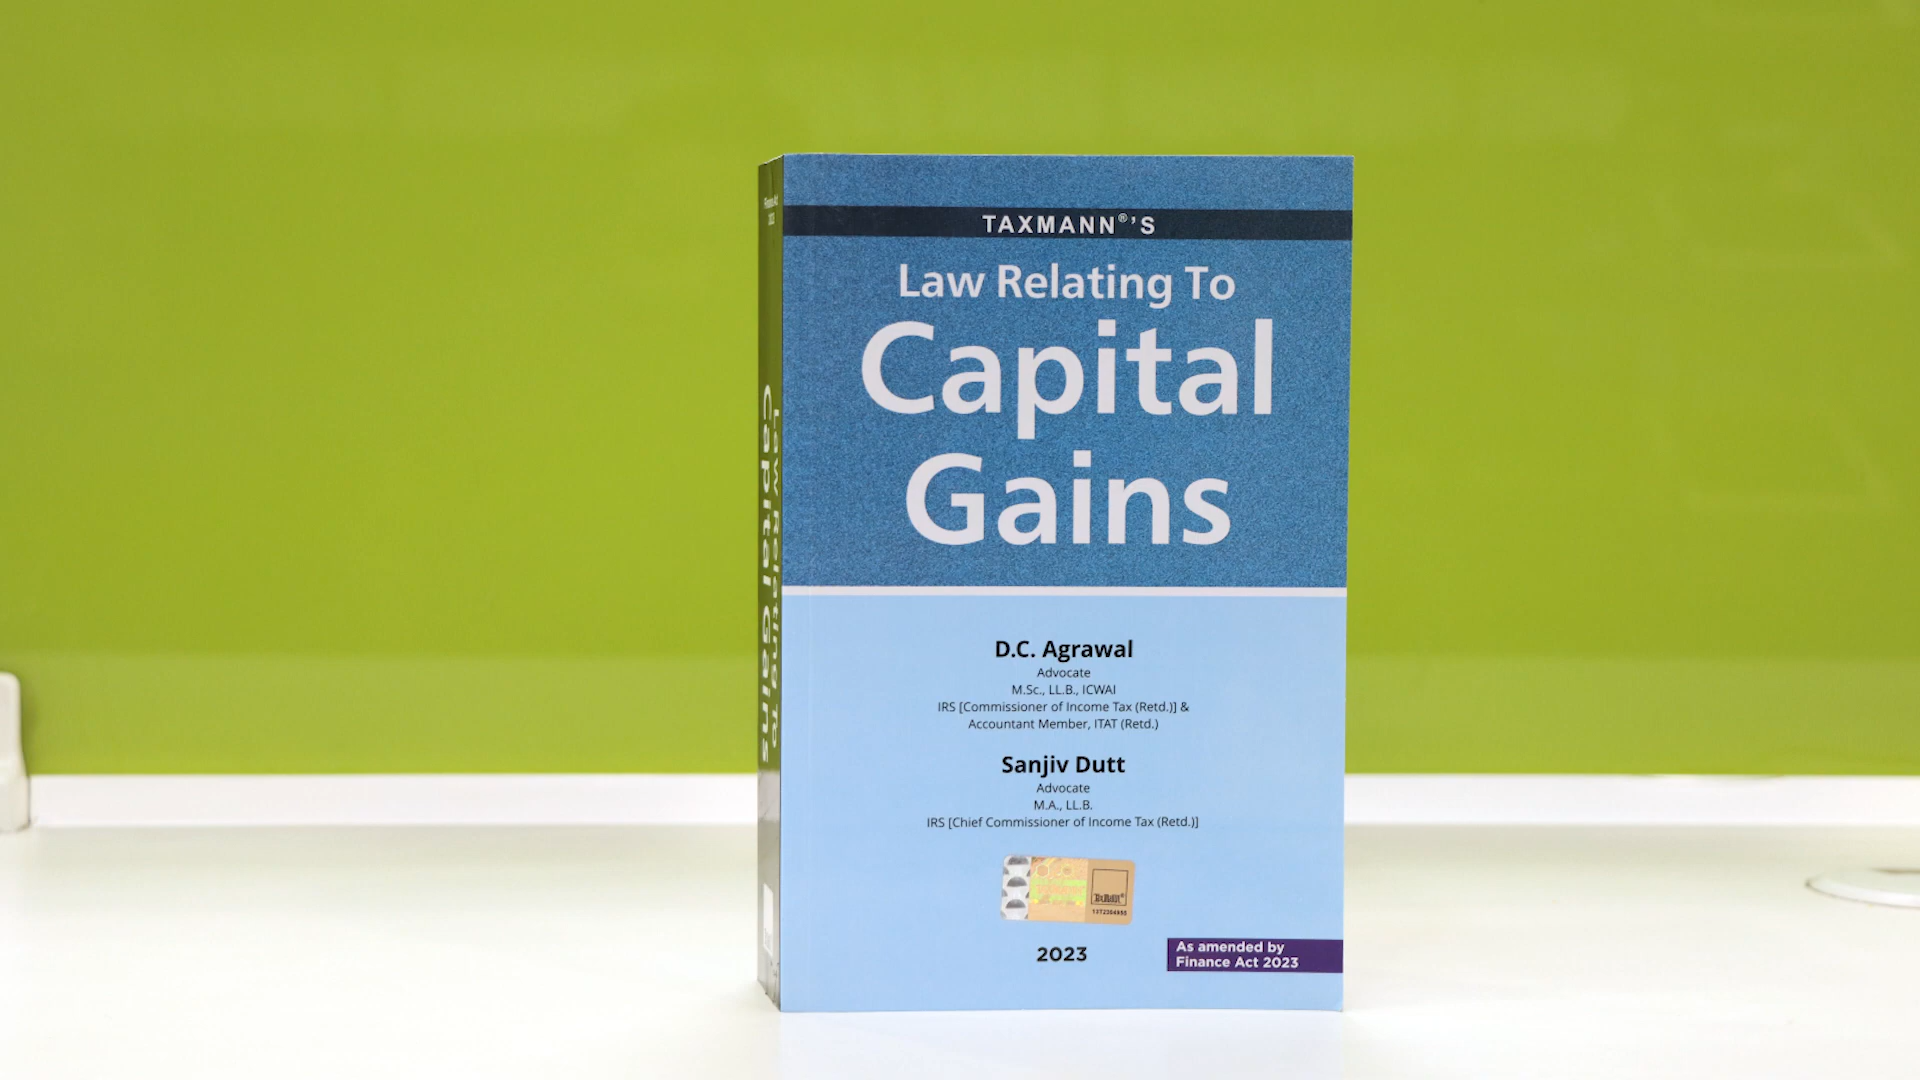 TAXMANN®'S
Law Relating To
Capital
Gains
D.C. Agrawal
Advocate
M.Sc., LL.B., ICWAI
IRS [Commissioner of Income Tax (Retd.)] &
Accountant Member, ITAT (Retd.)
Sanjiv Dutt
Advocate
M.A., LL.B.
IRS [Chief Commissioner of Income Tax (Retd.)]
2023
As amended by
Finance Act 2023
Law Relating To
Capital Gains